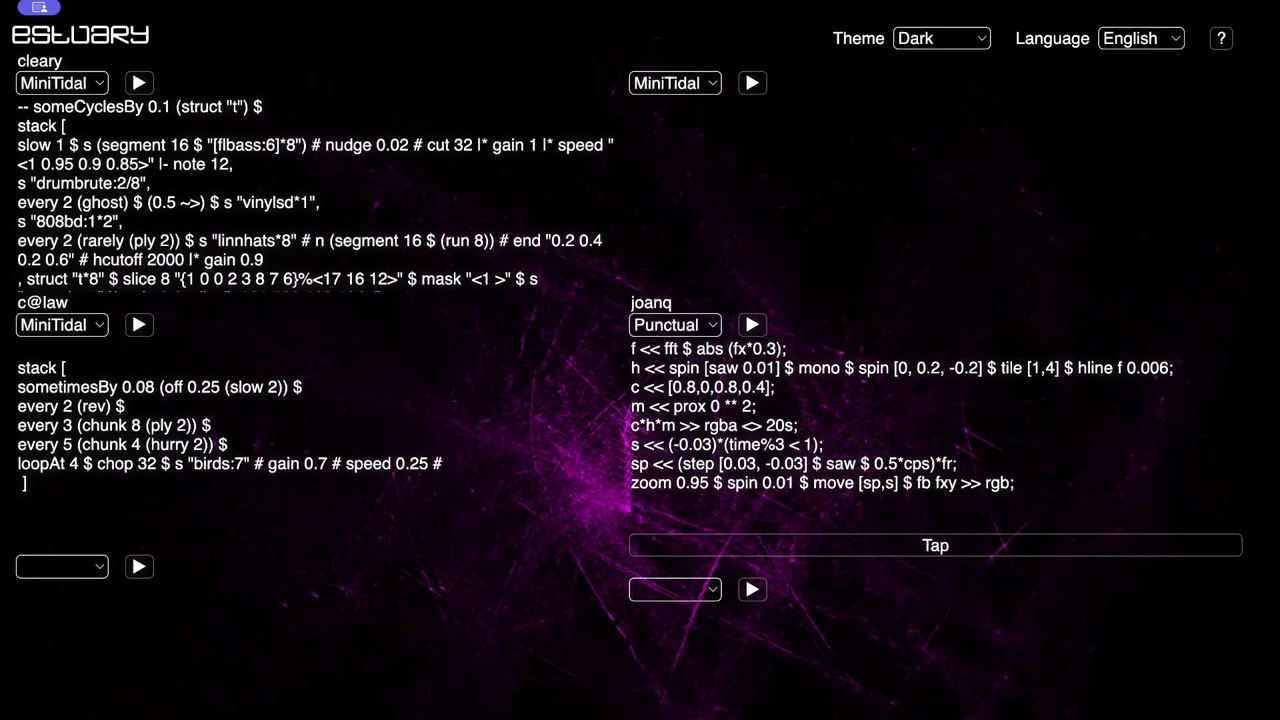 estuary
Theme Dark Language English ?
cleary
MiniTidal
-- someCyclesBy 0.1 (struct "t") $
stack [
slow 1 $ s (segment 16 $ "[flbass:6]*8") # nudge 0.02 # cut 32 |* gain 1 |* speed "
<1 0.95 0.9 0.85>" |- note 12,
s "drumbrute:2/8",
every 2 (ghost) $ (0.5 ~>) $ s "vinylsd*1",
s "808bd:1*2",
every 2 (rarely (ply 2)) $ s "linnhats*8" # n (segment 16 $ (run 8)) # end "0.2 0.4
0.2 0.6" # hcutoff 2000 |* gain 0.9
, struct "t*8" $ slice 8 "{1 0 0 2 3 8 7 6}%<17 16 12>" $ mask "<1 >" $ s
MiniTidal
c@law
MiniTidal
stack [
sometimesBy 0.08 (off 0.25 (slow 2)) $
every 2 (rev) $
every 3 (chunk 8 (ply 2)) $
every 5 (chunk 4 (hurry 2)) $
loopAt 4 $ chop 32 $ s "birds:7" # gain 0.7 # speed 0.25 #
]
joanq
Punctual
f << fft $ abs (fx*0.3);
h << spin [saw 0.01] $ mono $ spin [0, 0.2, -0.2] $ tile [1,4] $ hline f 0.006;
c << [0.8,0,0.8,0.4];
m << prox 0 ** 2;
c*h*m >> rgba <> 20s;
s << (-0.03)*(time%3 < 1);
sp << (step [0.03, -0.03] $ saw $ 0.5*cps)*fr;
zoom 0.95 $ spin 0.01 $ move [sp,s] $ fb fxy >> rgb;
Tap